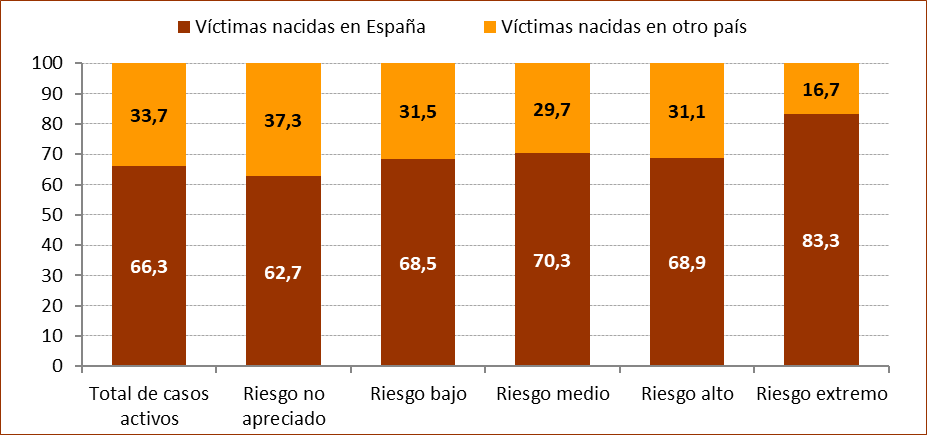 Víctimas nacidas en España Víctimas nacidas en otro país
100
90
80
70
60
50
40
30
20
10
0
33,7 37,3 31,5 29,7 31,1 16,7
66,3 62,7 68,5 70,3 68,9 83,3
Total de casos activos
Riesgo no apreciado
Riesgo bajo
Riesgo medio
Riesgo alto
Riesgo extremo